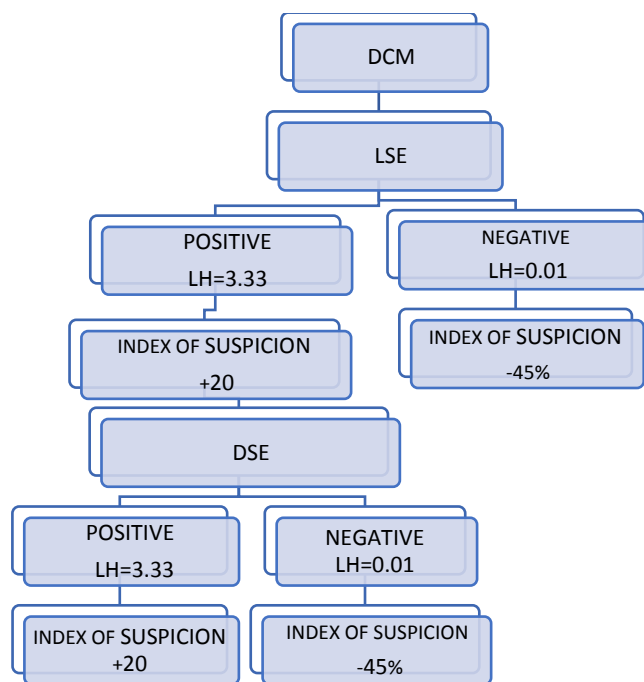 DCM
LSE
POSITIVE
LH=3.33
NEGATIVE
LH=0.01
INDEX OF SUSPICION
+20
INDEX OF SUSPICION
-45%
DSE
POSITIVE
LH=3.33
NEGATIVE
LH=0.01
INDEX OF SUSPICION
+20
INDEX OF SUSPICION
-45%